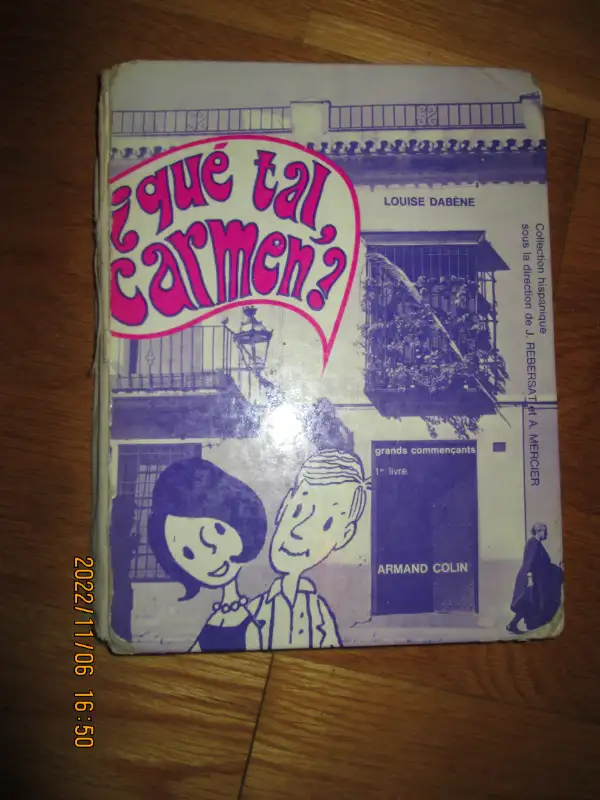 ¿qué tal,
carmen?
LOUISE DABÈNE
Collection hispanique
sous la direction de J. REBERSAT et A. MERCIER
grands commençants
1er livre
ARMAND COLIN
2022/11/06 16:50